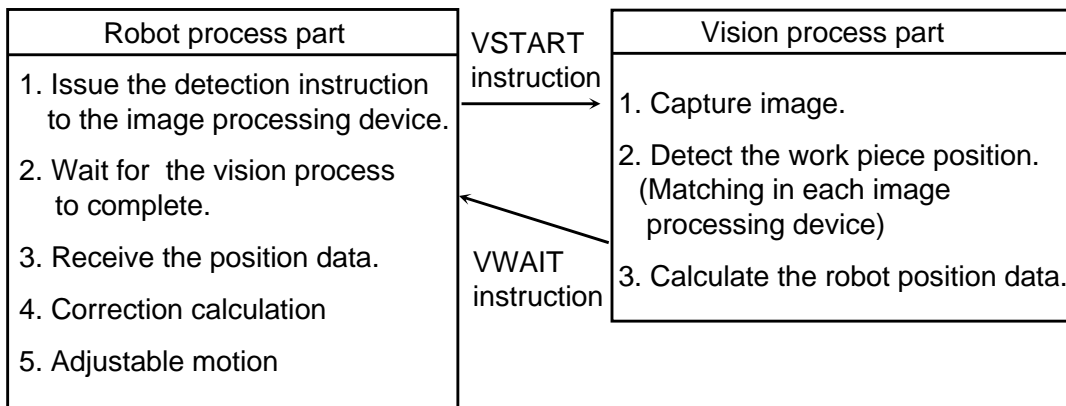 Robot process part
1. Issue the detection instruction
to the image processing device.
2. Wait for the vision process
to complete.
3. Receive the position data.
4. Correction calculation
5. Adjustable motion
VSTART
instruction
VWAIT
instruction
Vision process part
1. Capture image.
2. Detect the work piece position.
(Matching in each image
processing device)
3. Calculate the robot position data.